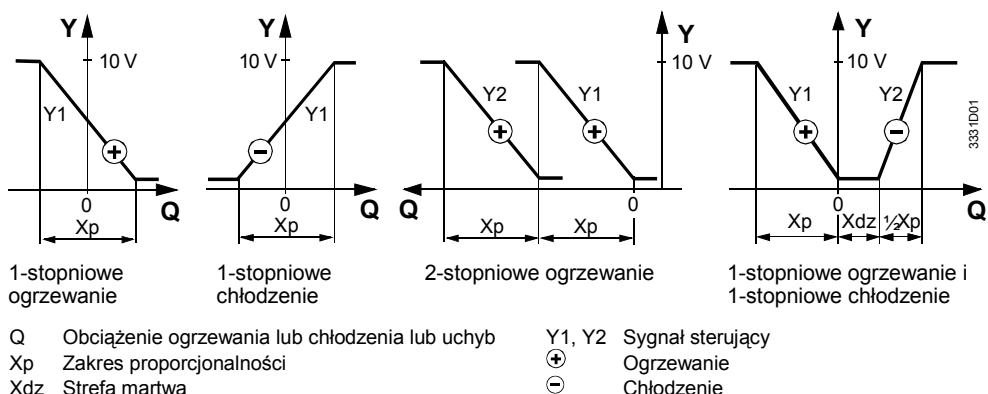 Y Y Y Y
10 V 10 V 10 V 10 V
Y1 Y1 Y2 Y1 Y1 Y2
+ − + + + −
0 0 0 0
Q Q Q Q
Xp Xp Xp Xp Xp Xdz ½Xp
3331D01
1-stopniowe
ogrzewanie
1-stopniowe
chłodzenie
2-stopniowe ogrzewanie
1-stopniowe ogrzewanie i
1-stopniowe chłodzenie
Q Obciążenie ogrzewania lub chłodzenia lub uchyb
Xp Zakres proporcjonalności
Xdz Strefa martwa
Y1, Y2 Sygnał sterujący
+ Ogrzewanie
− Chłodzenie